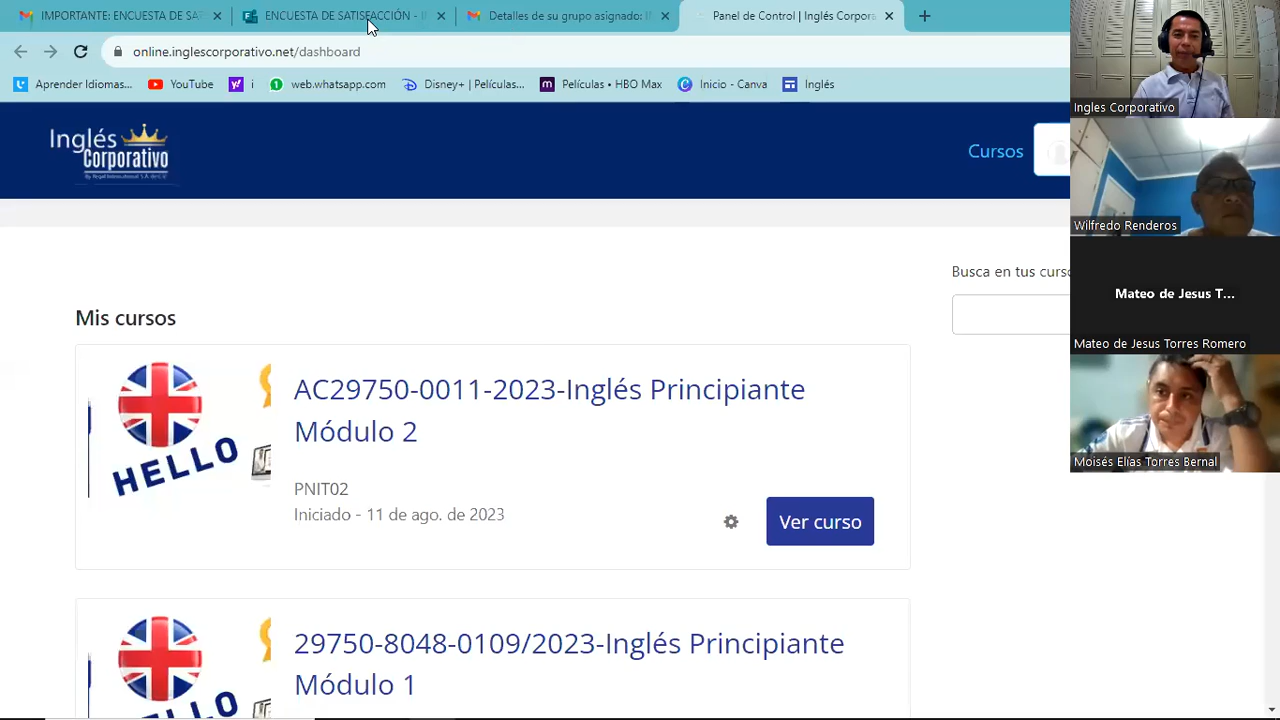 IMPORTANTE: ENCUESTA DE SAT
ENCUESTA DE SATISFACCIÓN - I
Detalles de su grupo asignado: I
Panel de Control | Inglés Corpora
online.inglescorporativo.net/dashboard
Aprender Idiomas...
YouTube
web.whatsapp.com
Disney+ | Películas...
Películas • HBO Max
Inicio - Canva
Inglés
Inglés
Corporativo
Cursos
Busca en tus curso
Mis cursos
HELLO
AC29750-0011-2023-Inglés Principiante
Módulo 2
PNIT02
Iniciado - 11 de ago. de 2023
Ver curso
29750-8048-0109/2023-Inglés Principiante
Módulo 1
HELLO
Ingles Corporativo
Wilfredo Renderos
Mateo de Jesus T...
Mateo de Jesus Torres Romero
Moisés Elías Torres Bernal